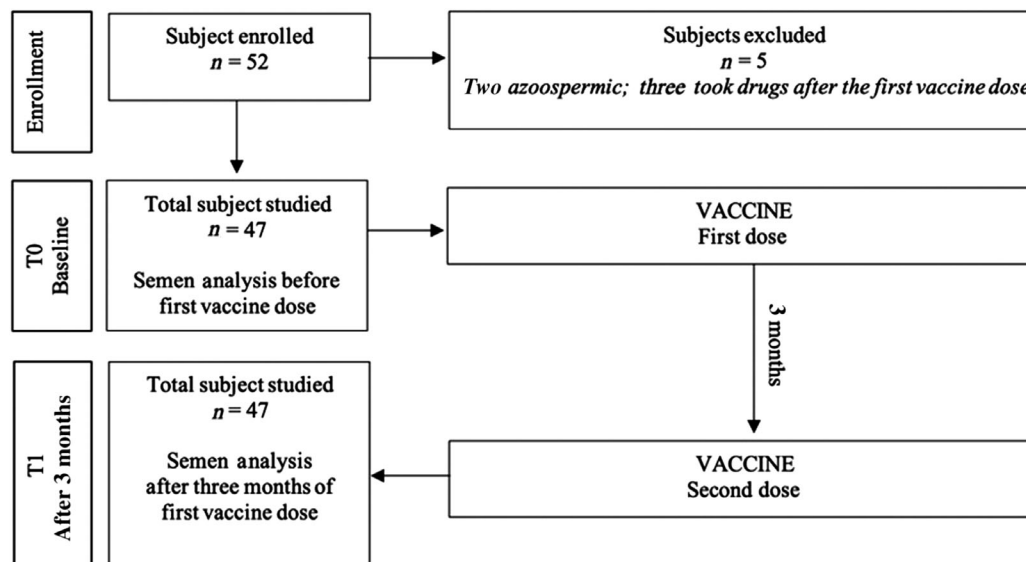 Enrollment
Subject enrolled
n = 52
Subjects excluded
n = 5
Two azoospermic; three took drugs after the first vaccine dose
T0
Baseline
Total subject studied
n = 47
Semen analysis before
first vaccine dose
VACCINE
First dose
3 months
T1
After 3 months
Total subject studied
n = 47
Semen analysis
after three months of
first vaccine dose
VACCINE
Second dose